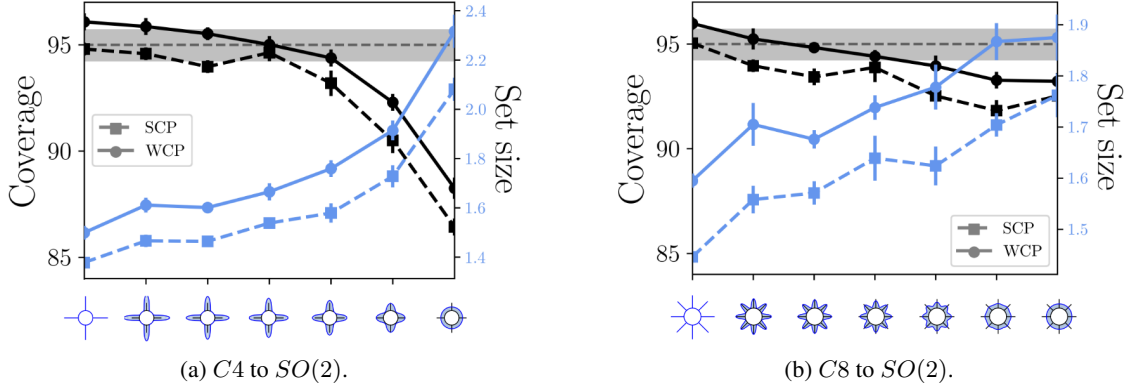 Coverage
95
90
85
SCP
WCP
2.4
2.2
2.0
1.8
1.6
1.4
Set size
(a) C4 to SO(2).
Coverage
95
90
85
SCP
WCP
1.9
1.8
1.7
1.6
1.5
Set size
(b) C8 to SO(2).